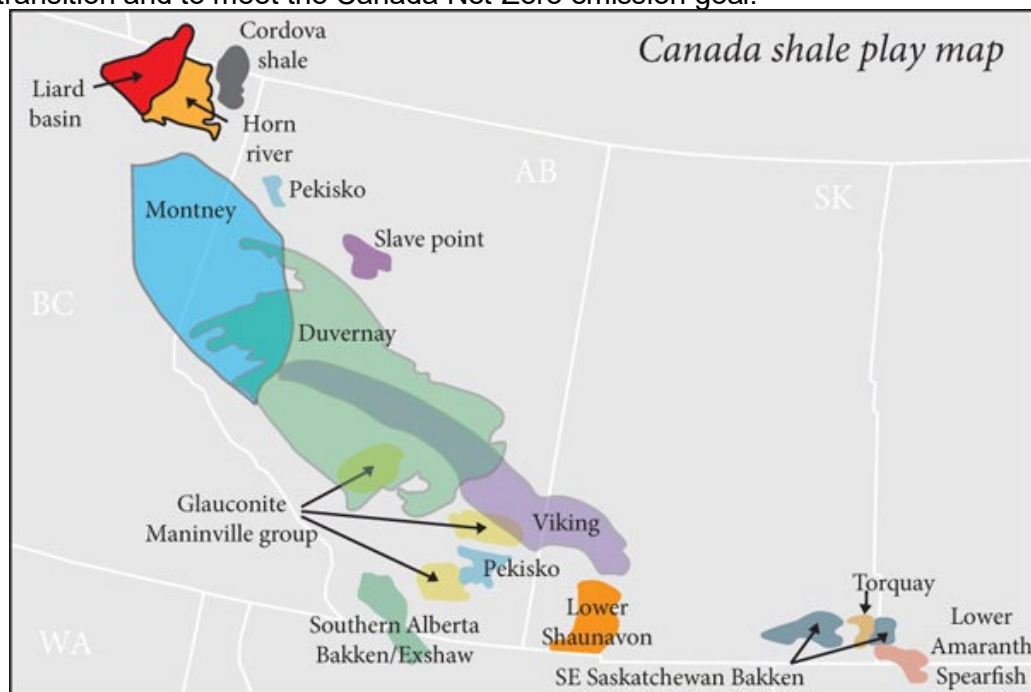 transition and to meet the Canada Net-Zero emission goal.
Canada shale play map
Cordova
shale
Liard
basin
Horn
river
AB
SK
Pekisko
Montney
Slave point
BC
Duvernay
Glauconite
Maninville group
Viking
Pekisko
Torquay
Lower
Shaunavon
Lower
Amaranth
Spearfish
Southern Alberta
Bakken/Exshaw
WA
SE Saskatchewan Bakken